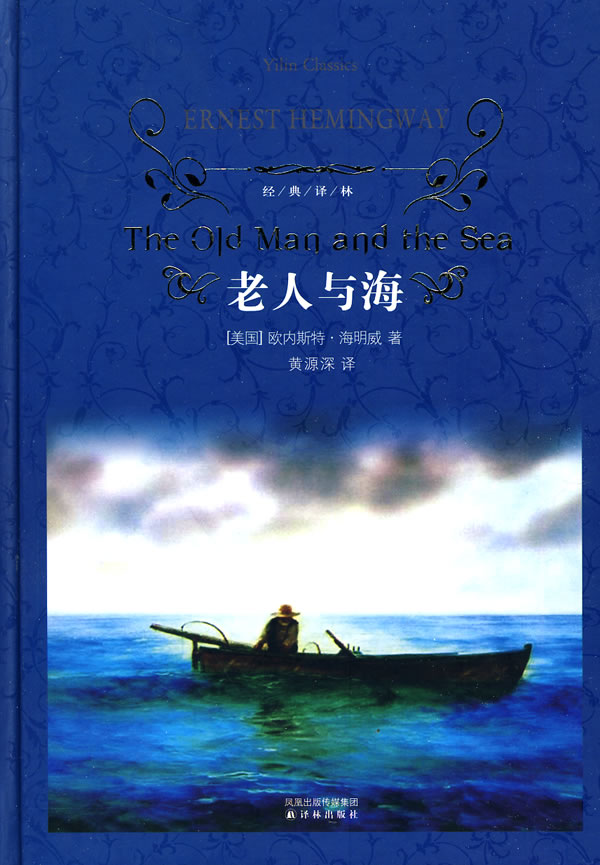 Yilin Classics
ERNEST HEMINGWAY
经/典/译/林
The Old Man and the Sea
老人与海
[美国] 欧内斯特·海明威 著
黄源深 译
凤凰出版传媒集团
译林出版社